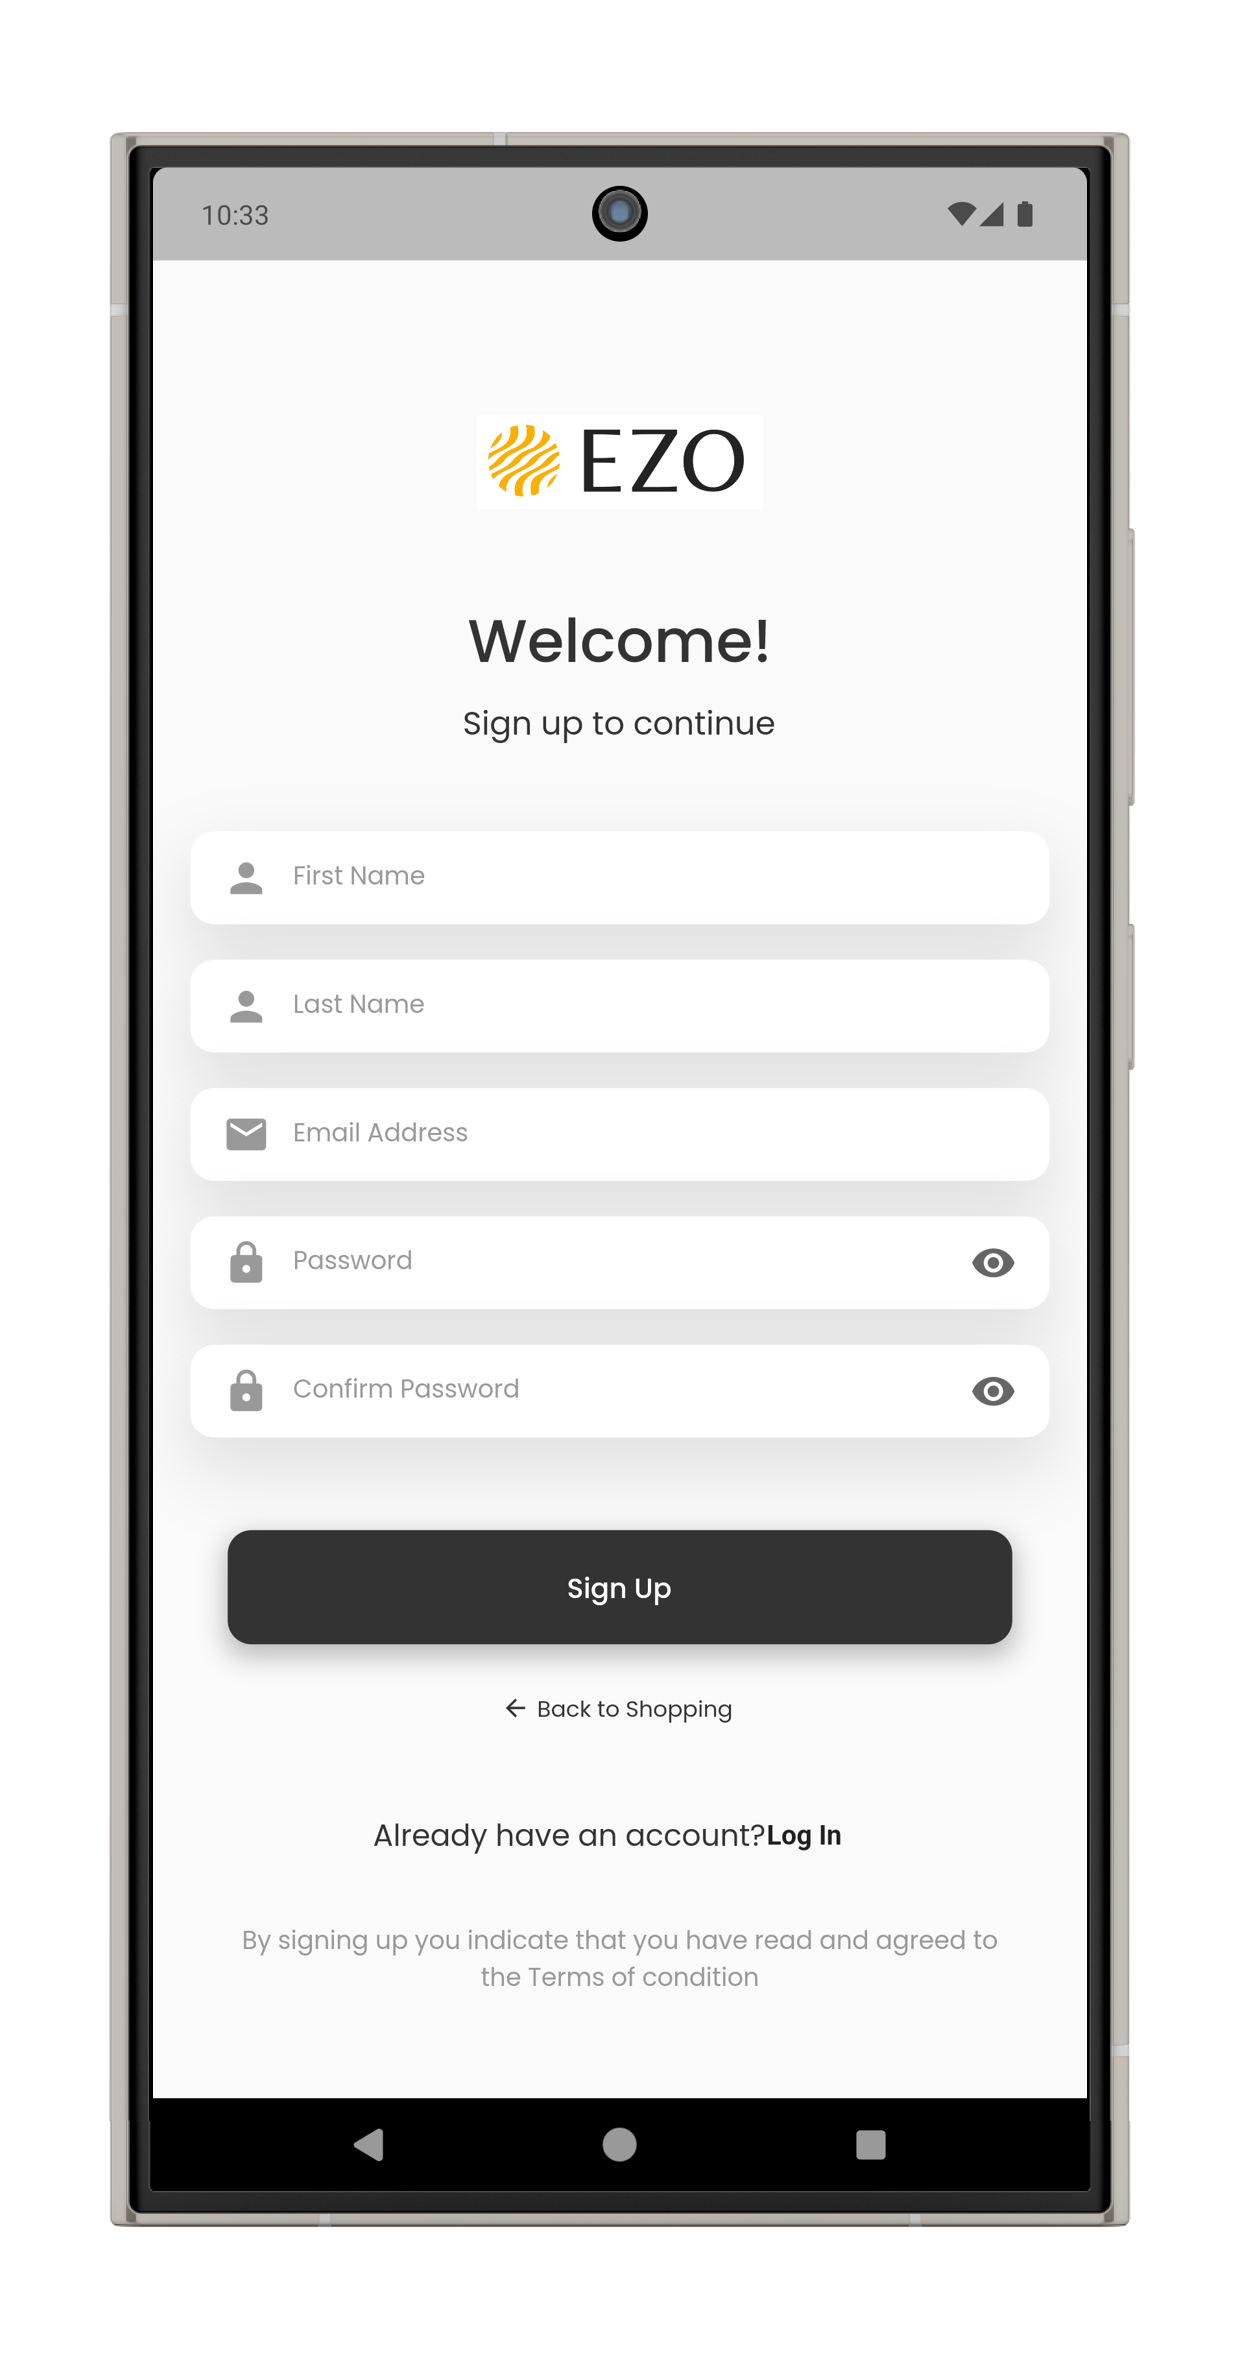 10:33
EZO
Welcome!
Sign up to continue
First Name
Last Name
Email Address
Password
Confirm Password
Sign Up
Back to Shopping
Already have an account?Log In
By signing up you indicate that you have read and agreed to
the Terms of condition